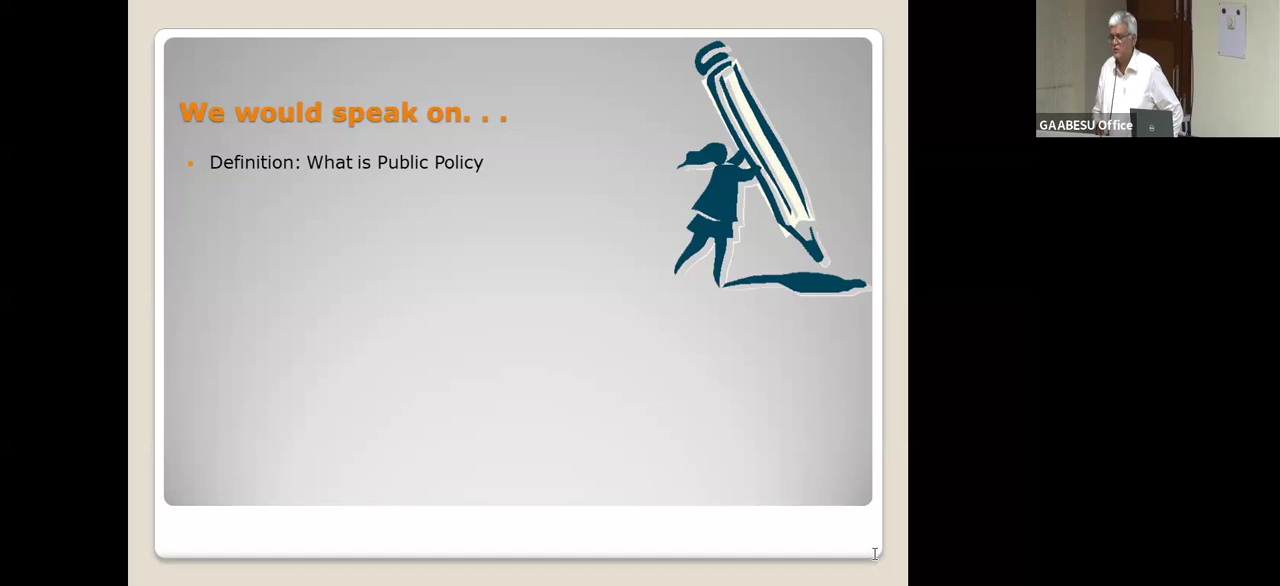 We would speak on. . .
Definition: What is Public Policy
GAABESU Office